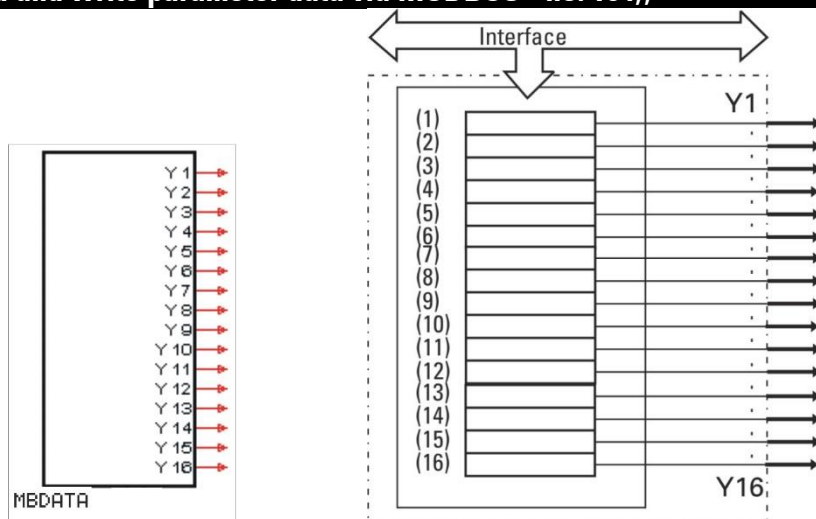 Interface
Y1
(1)
(2)
(3)
(4)
(5)
(6)
(7)
(8)
(9)
(10)
(11)
(12)
(13)
(14)
(15)
(16)
Y16
Y 1
Y 2
Y 3
Y 4
Y 5
Y 6
Y 7
Y 8
Y 9
Y 10
Y 11
Y 12
Y 13
Y 14
Y 15
Y 16
MBDATA